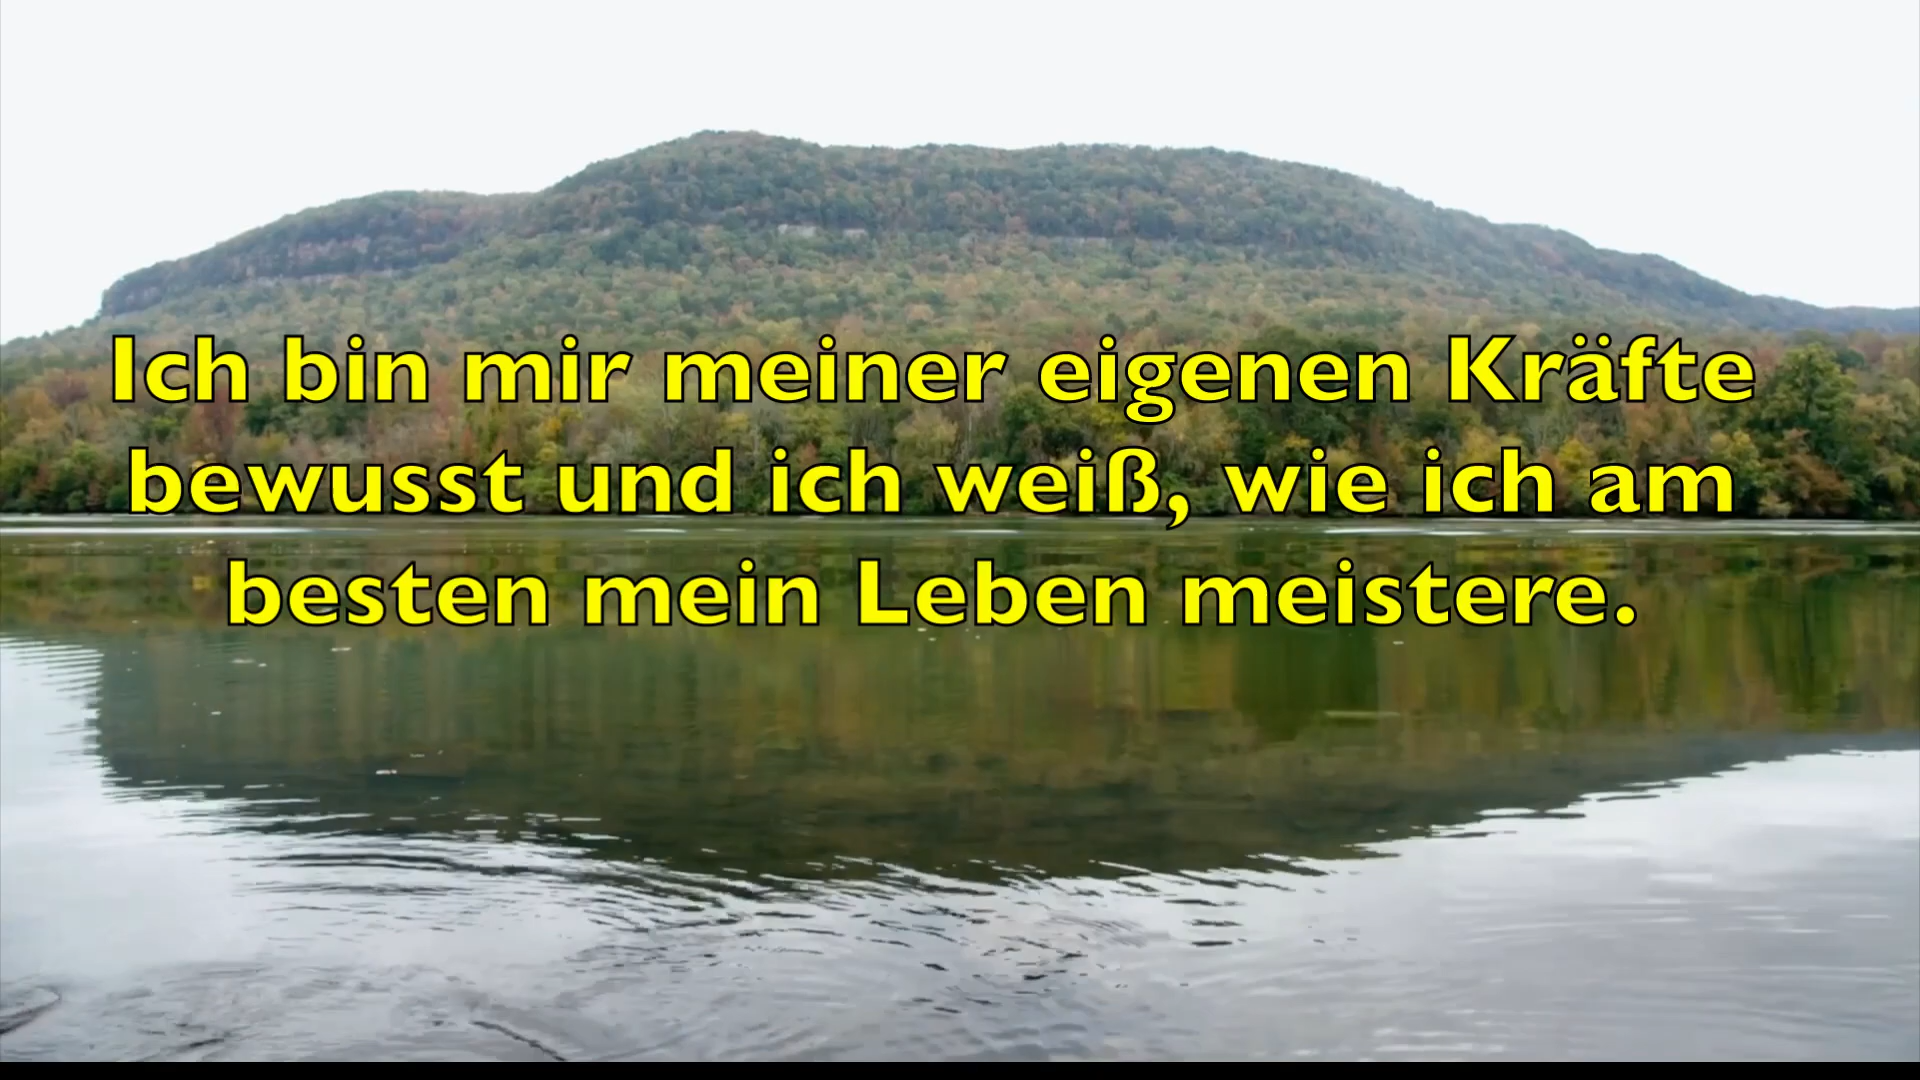 Ich bin mir meiner eigenen Kräfte
bewusst und ich weiß, wie ich am
besten mein Leben meistere.